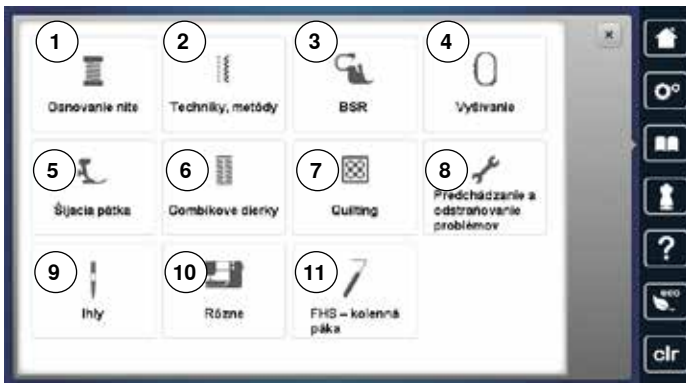 1
2
3
4
Osnovanie nite
Techniky, metódy
BSR
Vyšívanie
5
6
7
8
Šijacia pätka
Gombíkové dierky
Quilting
Predchádzanie a
odstraňovanie
problémov
9
10
11
Ihly
Rôzne
FHS – kolenná
páka
?
eco
clr